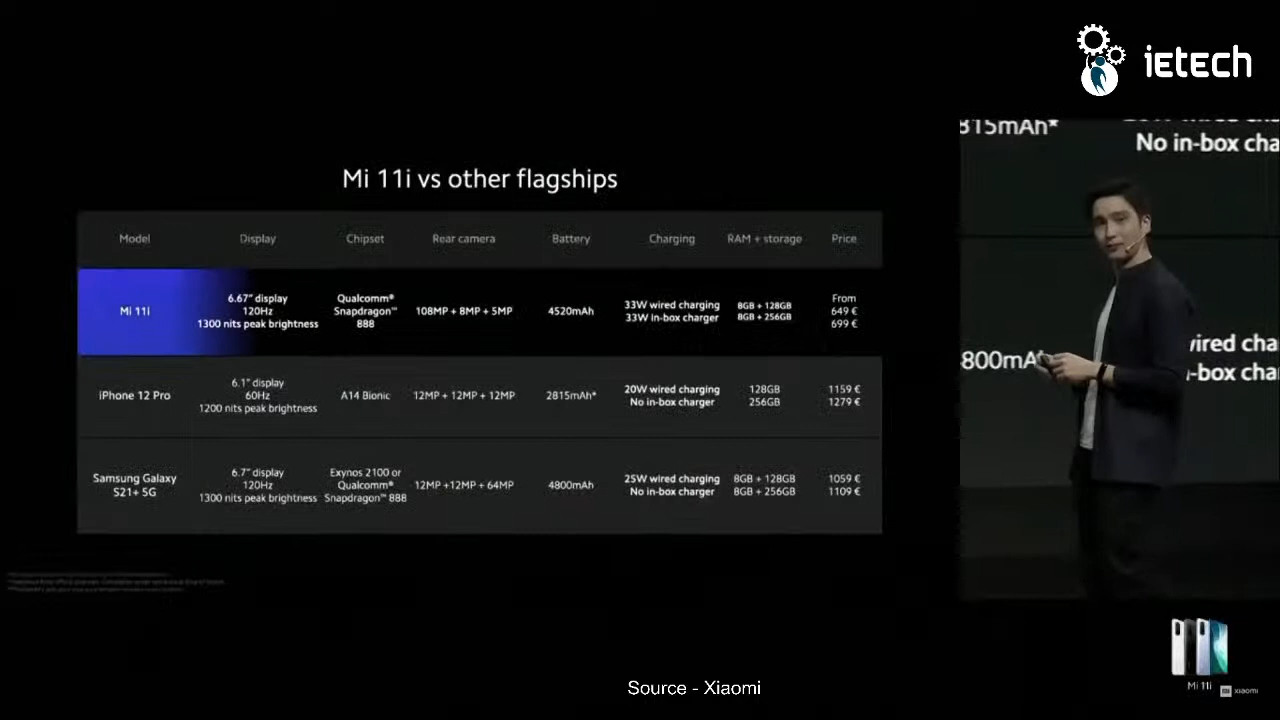 ietech
Mi 11i vs other flagships
Model Display Chipset Rear camera Battery Charging RAM + storage Price
Mi 11i
6.67" display
120Hz
1300 nits peak brightness
Qualcomm®
Snapdragon™
888
108MP + 8MP + 5MP
4520mAh
33W wired charging
33W in-box charger
8GB + 128GB
8GB + 256GB
From
649 €
699 €
iPhone 12 Pro
6.1" display
60Hz
1200 nits peak brightness
A14 Bionic
12MP + 12MP + 12MP
2815mAh*
20W wired charging
No in-box charger
128GB
256GB
1159 €
1279 €
Samsung Galaxy
S21+ 5G
6.7" display
120Hz
1300 nits peak brightness
Exynos 2100 or
Qualcomm®
Snapdragon™ 888
12MP +12MP + 64MP
4800mAh
25W wired charging
No in-box charger
8GB + 128GB
8GB + 256GB
1059 €
1109 €
815mAh*
No in-box cha
800mA
wired cha
-box cha
Mi 11i
xiaomi
Source - Xiaomi